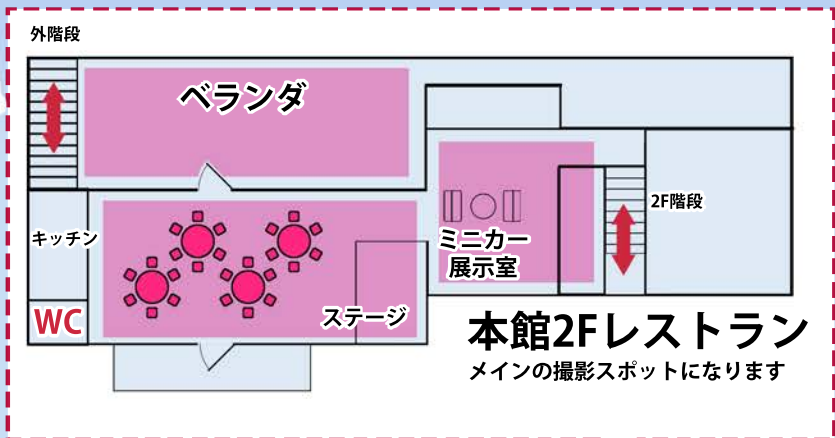 外階段
ベランダ
2F階段
キッチン
ミニカー
展示室
WC
ステージ
本館2Fレストラン
メインの撮影スポットになります